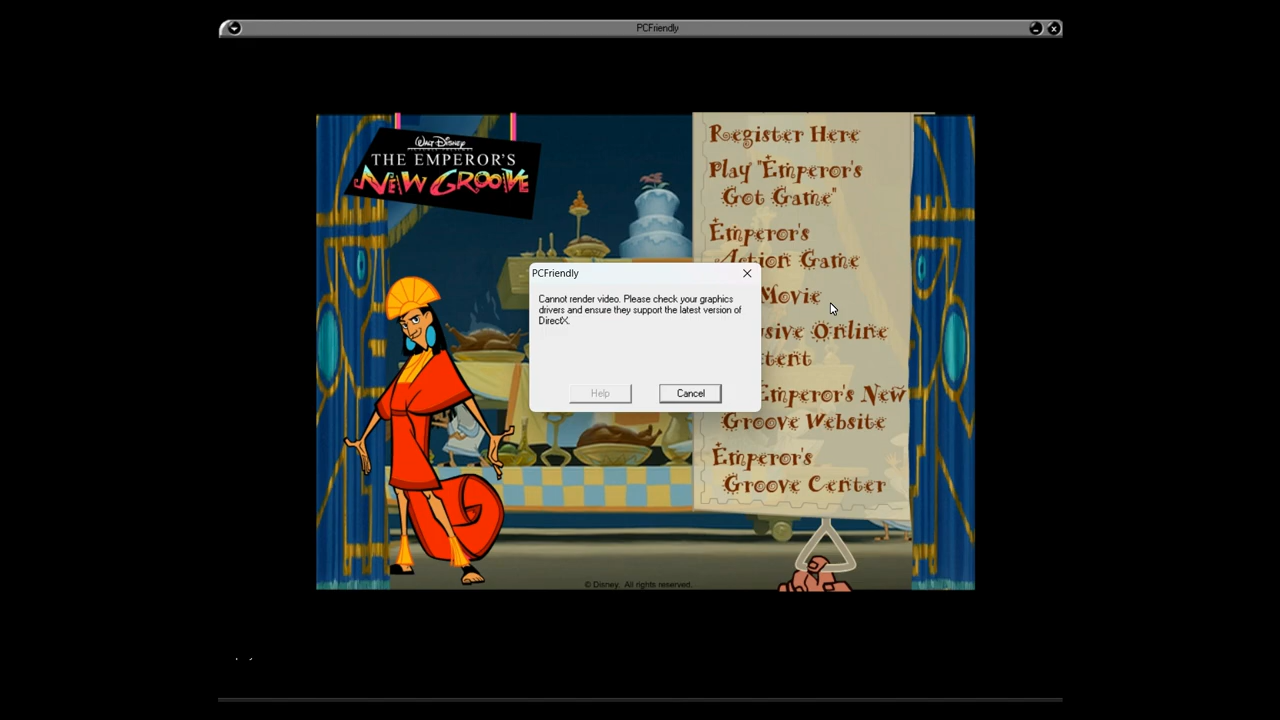 PCFriendly
Walt Disney
THE EMPEROR'S
NEW GROOVE
Register Here
Play "Emperor's
Got Game"
Emperor's
Action Game
Movie
PCFriendly
Cannot render video. Please check your graphics
drivers and ensure they support the latest version of
DirectX.
Help
Cancel
sive Online
tent
Emperor's New
Groove Website
Emperor's
Groove Center
© Disney. All rights reserved.